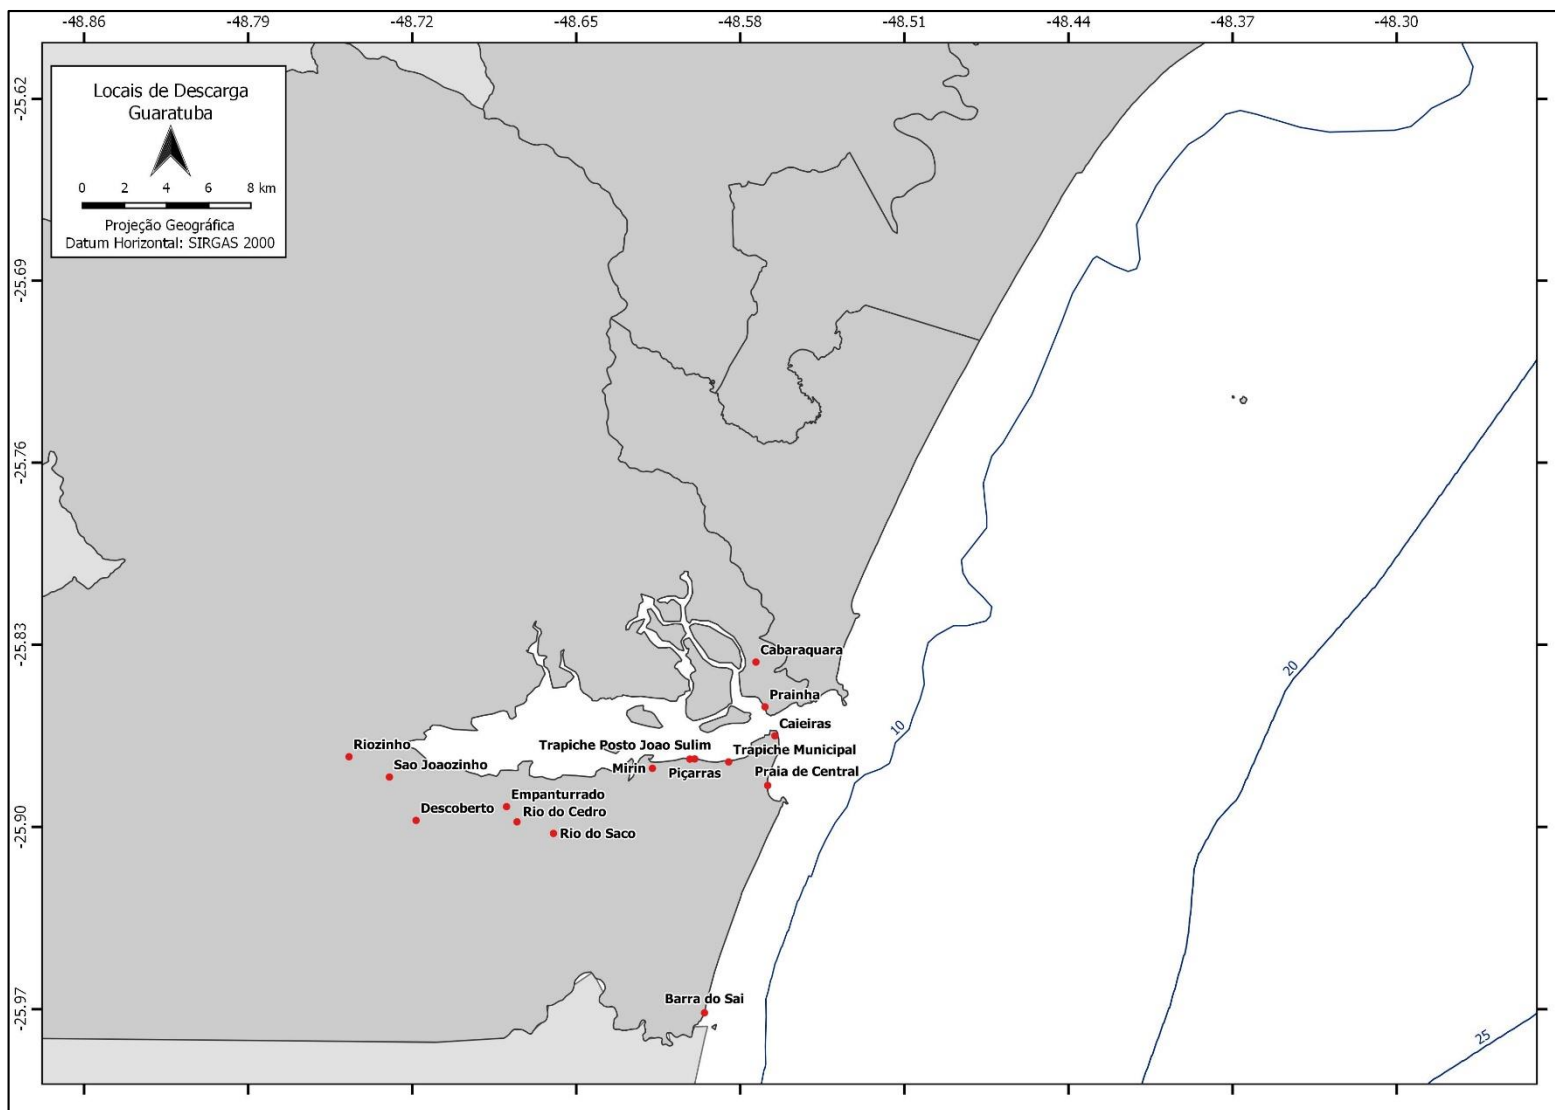 -48.86 -48.79 -48.72 -48.65 -48.58 -48.51 -48.44 -48.37 -48.30
Locais de Descarga
Guaratuba
0 2 4 6 8 km
Projeção Geográfica
Datum Horizontal: SIRGAS 2000
-25.62
-25.69
-25.76
-25.83
-25.90
-25.97
Cabaraquara
Prainha
Caieiras
Trapiche Posto Joao Sulim
Trapiche Municipal
Riozinho
Sao Joaozinho
Mirin
Piçarras
Praia de Central
Empanturrado
Descoberto
Rio do Cedro
Rio do Saco
Barra do Sai
10
20
25